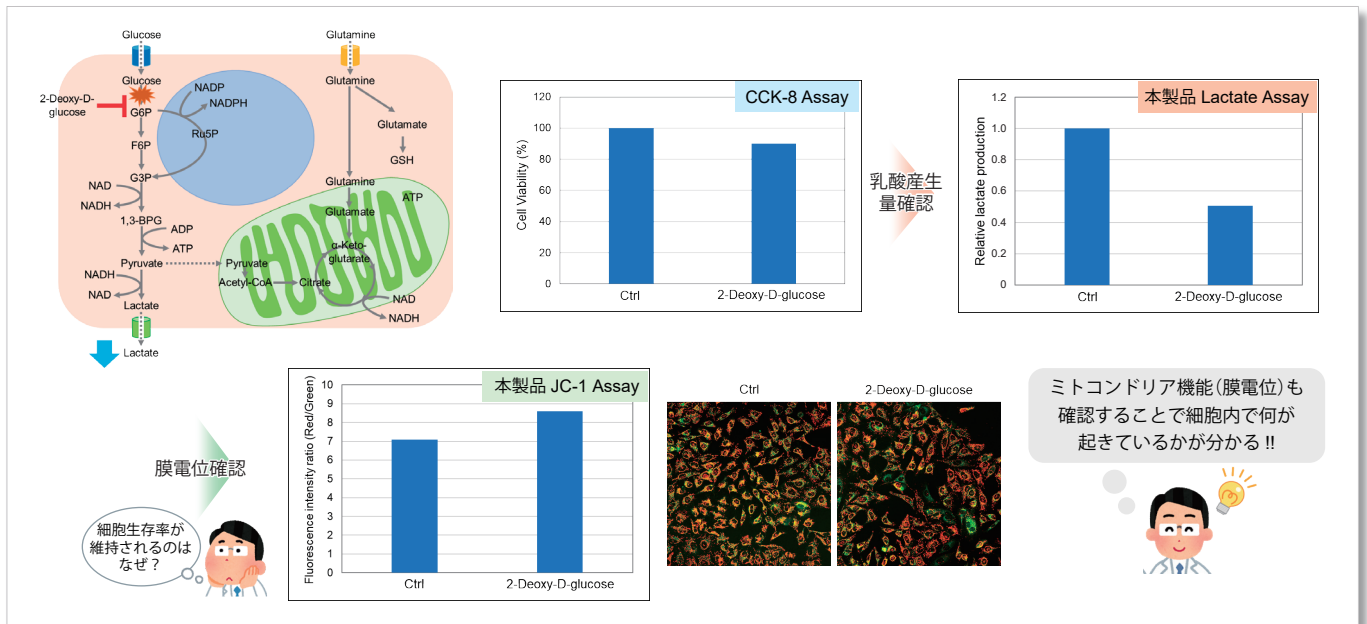 Glucose
Glutamine
Glucose
Glutamine
2-Deoxy-D-
glucose
NADP
NADPH
G6P
Ru5P
Glutamate
F6P
GSH
G3P
NAD
NADH
Glutamine
ATP
Glutamate
1,3-BPG
ADP
ATP
α-Keto-
glutarate
Pyruvate
Pyruvate
NADH
NAD
Acetyl-CoA
Citrate
NAD
NADH
Lactate
Lactate
CCK-8 Assay
Cell Viability (%)
120
100
80
60
40
20
0
Ctrl
2-Deoxy-D-glucose
乳酸産生
量確認
本製品 Lactate Assay
Relative lactate production
1.2
1.0
0.8
0.6
0.4
0.2
0
Ctrl
2-Deoxy-D-glucose
膜電位確認
細胞生存率が
維持されるのは
なぜ？
本製品 JC-1 Assay
Fluorescence intensity ratio (Red/Green)
10
9
8
7
6
5
4
3
2
1
0
Ctrl
2-Deoxy-D-glucose
Ctrl
2-Deoxy-D-glucose
ミトコンドリア機能（膜電位）も
確認することで細胞内で何が
起きているかが分かる !!